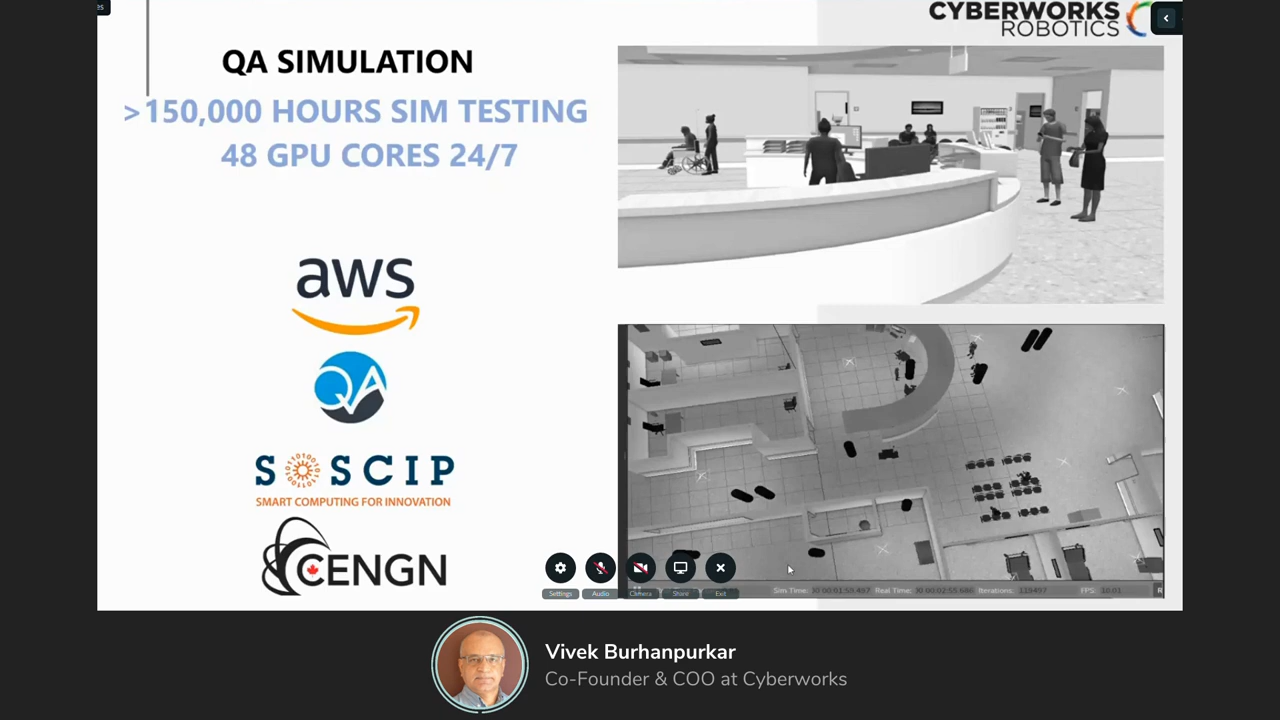 es
CYBERWORKS
ROBOTICS
QA SIMULATION
>150,000 HOURS SIM TESTING
48 GPU CORES 24/7
aws
QA
SOSCIP
SMART COMPUTING FOR INNOVATION
CENGN
Settings
Audio
Camera
Share
Exit
Sim Time:
Real Time:
Iterations:
FPS:
Vivek Burhanpurkar
Co-Founder & COO at Cyberworks